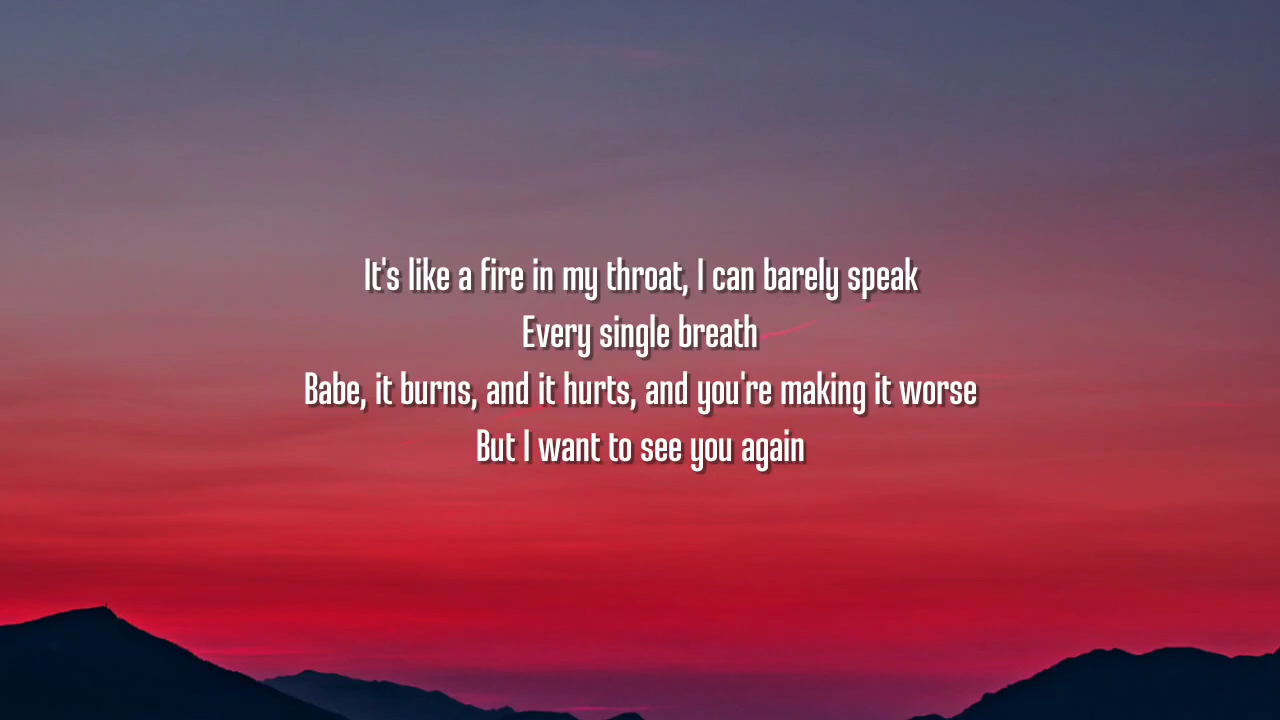 It's like a fire in my throat, I can barely speak
Every single breath
Babe, it burns, and it hurts, and you're making it worse
But I want to see you again